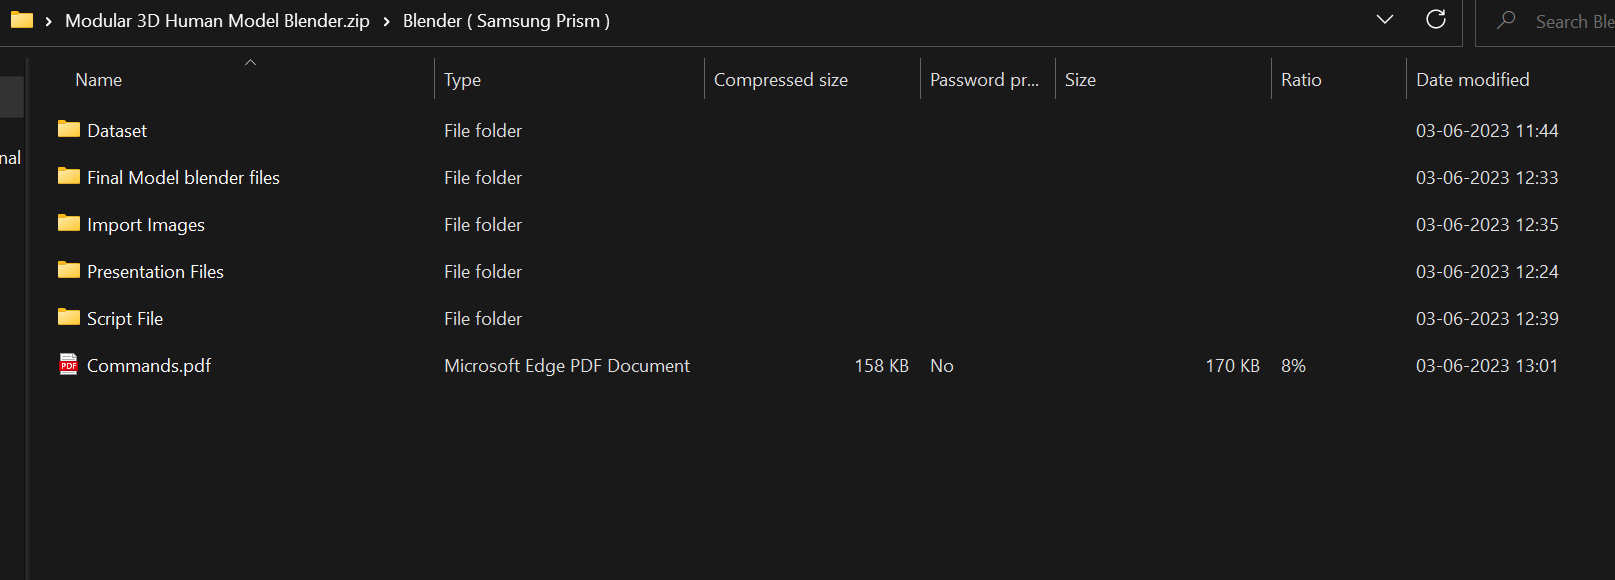 Modular 3D Human Model Blender.zip Blender ( Samsung Prism ) Search Ble
Name Type Compressed size Password pr... Size Ratio Date modified
Dataset File folder 03-06-2023 11:44
nal
Final Model blender files File folder 03-06-2023 12:33
Import Images File folder 03-06-2023 12:35
Presentation Files File folder 03-06-2023 12:24
Script File File folder 03-06-2023 12:39
PDF Commands.pdf Microsoft Edge PDF Document 158 KB No 170 KB 8% 03-06-2023 13:01